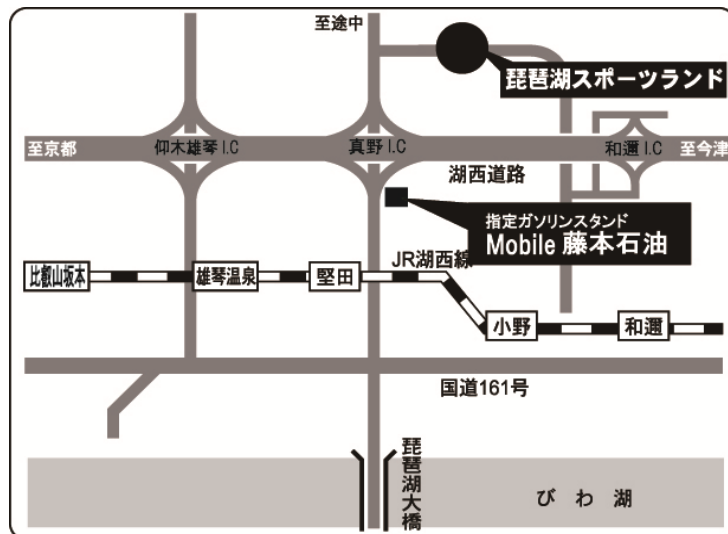 至途中
琵琶湖スポーツランド
至京都
仰木雄琴 I.C
真野 I.C
和邇 I.C
至今津
湖西道路
指定ガソリンスタンド
Mobile 藤本石油
JR湖西線
比叡山坂本
雄琴温泉
堅田
小野
和邇
国道161号
琵琶湖大橋
びわ湖